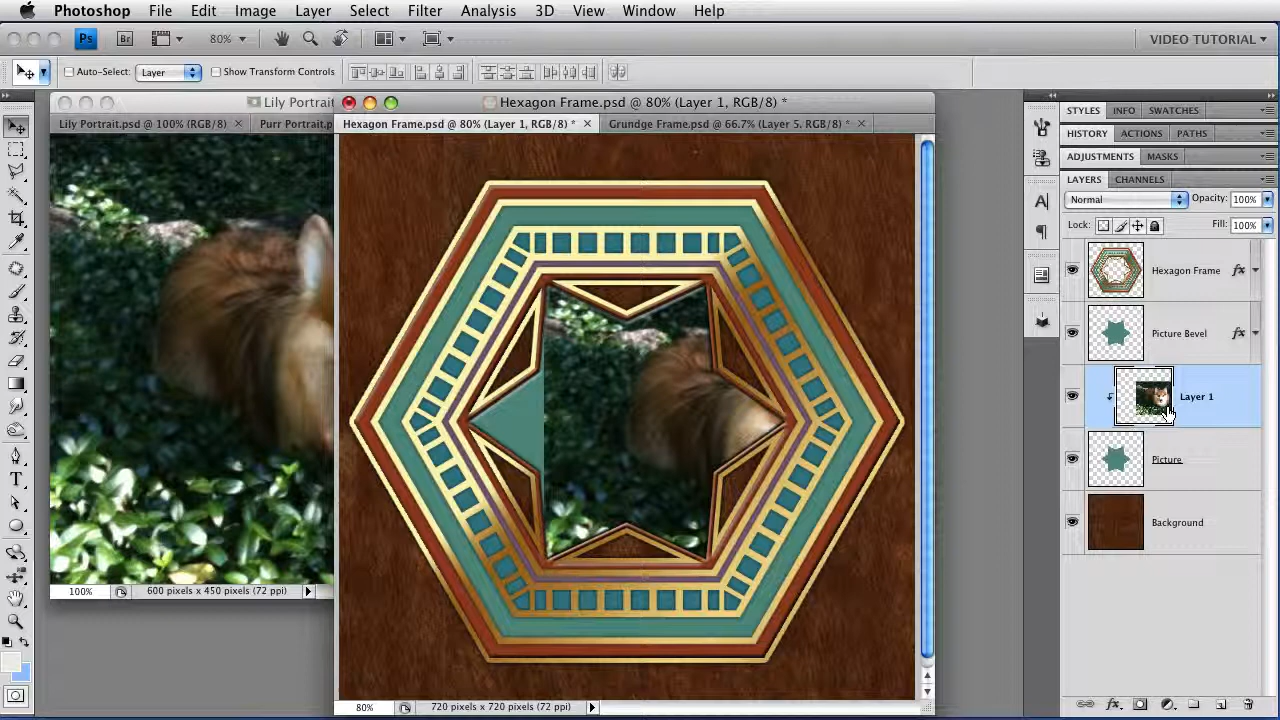 Photoshop File Edit Image Layer Select Filter Analysis 3D View Window Help
Ps Br 80% VIDEO TUTORIAL
Auto-Select: Layer Show Transform Controls
Lily Portrait
Hexagon Frame.psd @ 80% (Layer 1, RGB/8) *
Lily Portrait.psd @ 100% (RGB/8) × Purr Portrait.p
Hexagon Frame.psd @ 80% (Layer 1, RGB/8) * × Grundge Frame.psd @ 66.7% (Layer 5, RGB/8) * ×
STYLES INFO SWATCHES
HISTORY ACTIONS PATHS
ADJUSTMENTS MASKS
LAYERS CHANNELS
Normal Opacity: 100%
Lock: Fill: 100%
Hexagon Frame fx
Picture Bevel fx
Layer 1
Picture
Background
100% 600 pixels x 450 pixels (72 ppi)
80% 720 pixels x 720 pixels (72 ppi)